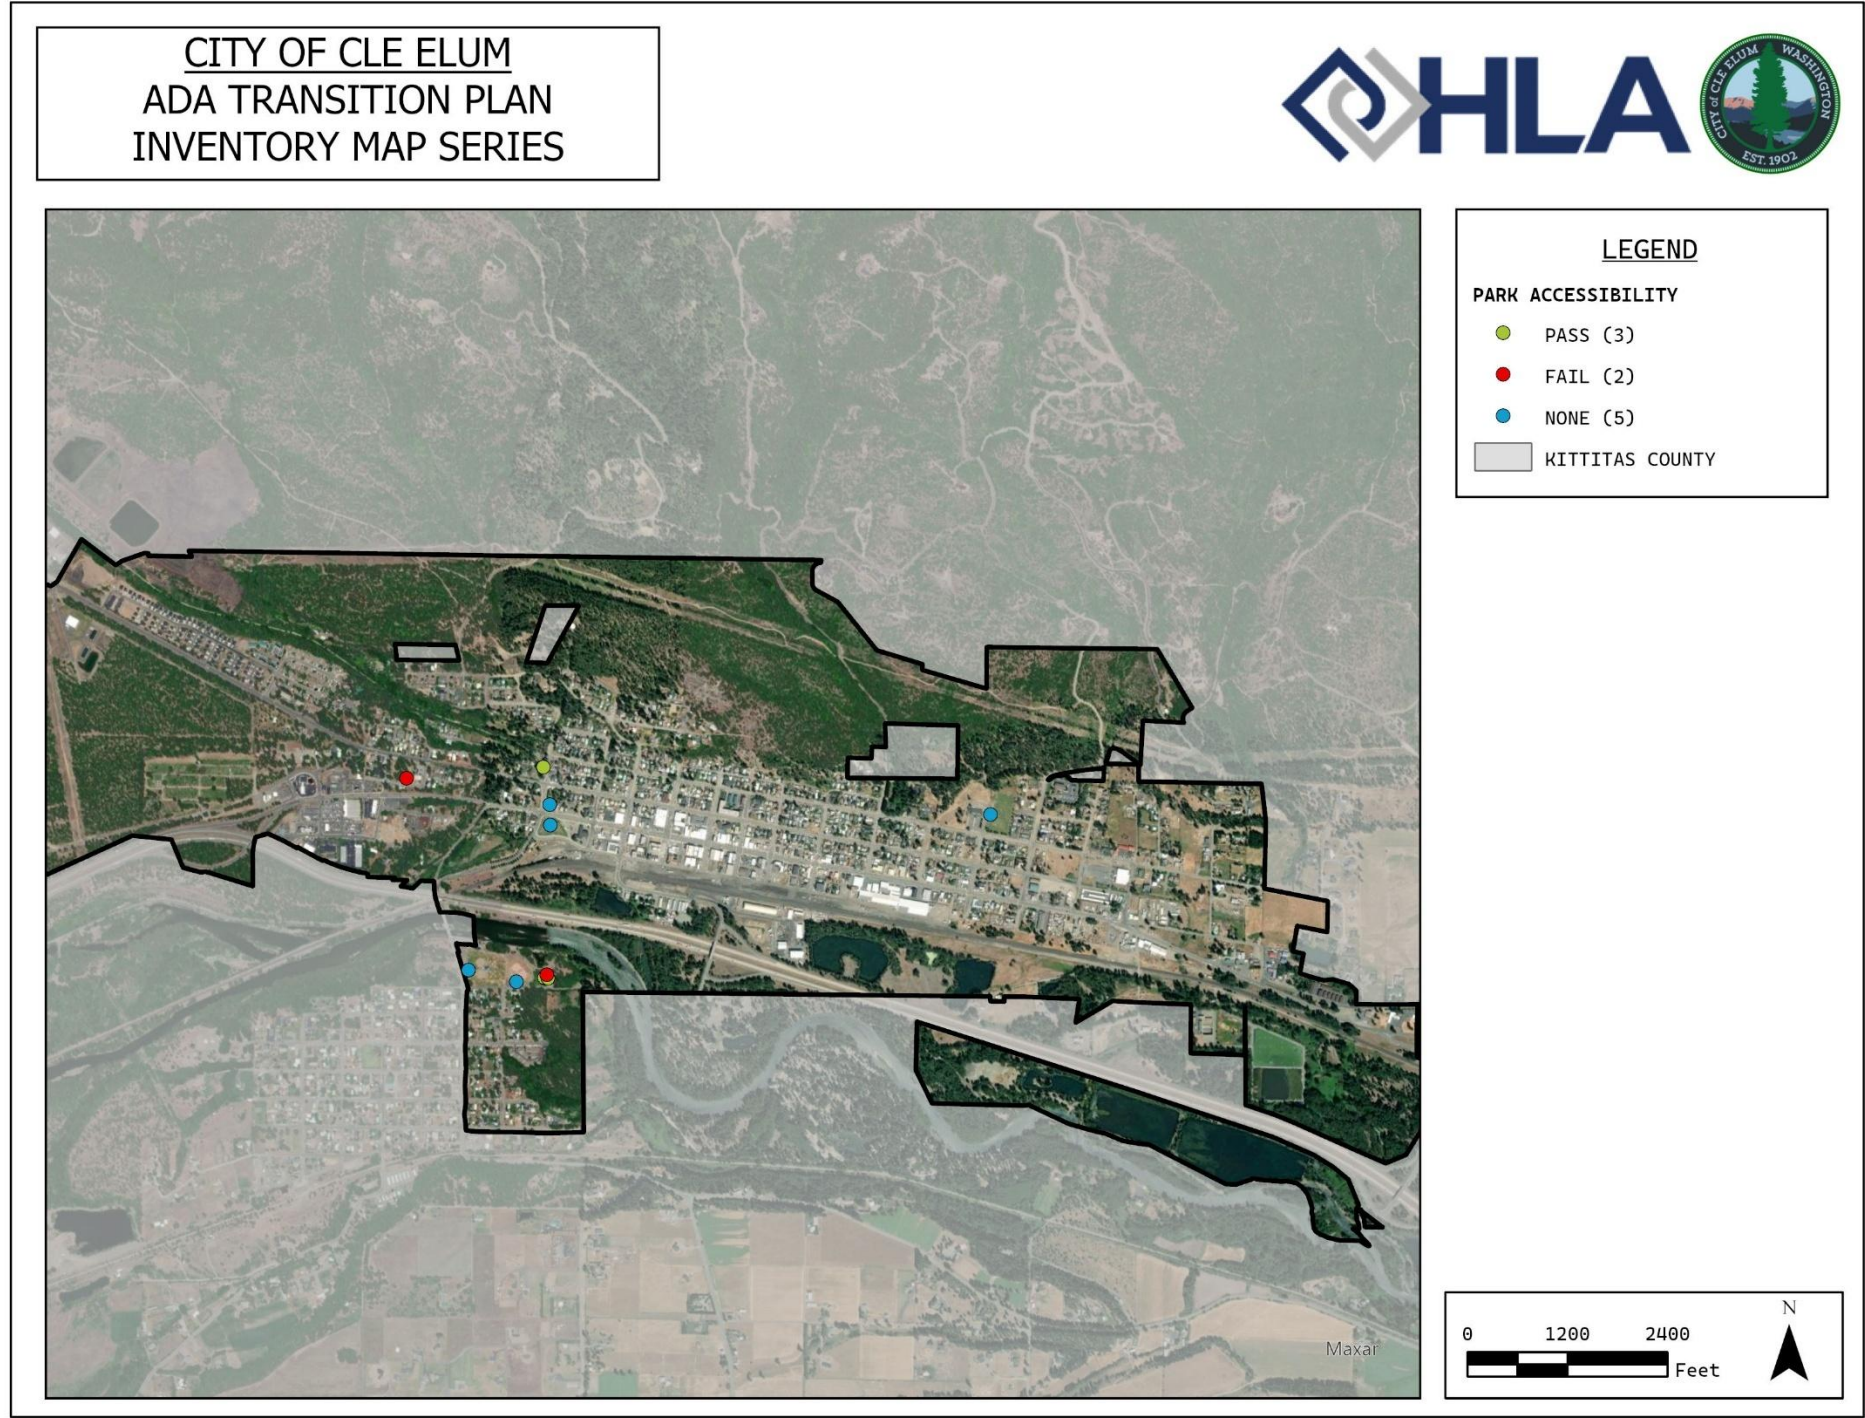 CITY OF CLE ELUM
ADA TRANSITION PLAN
INVENTORY MAP SERIES
HLA
CITY of CLE ELUM WASHINGTON
EST. 1902
LEGEND
PARK ACCESSIBILITY
PASS (3)
FAIL (2)
NONE (5)
KITTITAS COUNTY
Maxar
N
0 1200 2400
Feet